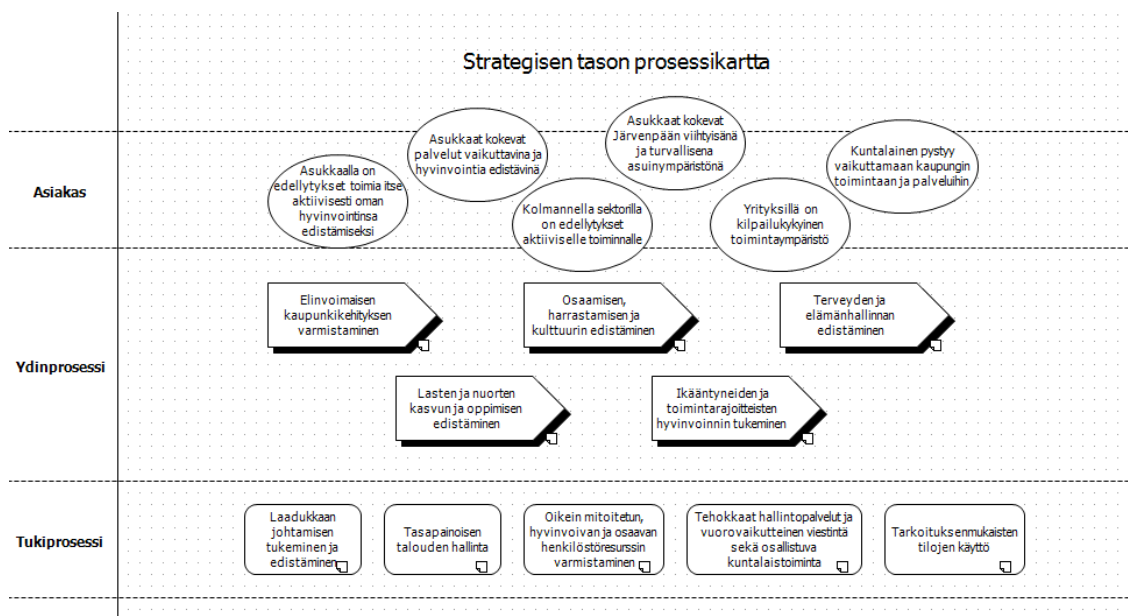 Strategisen tason prosessikartta
Asiakas
Asukkaalla on
edellytykset toimia itse
aktiivisesti oman
hyvinvointinsa
edistämiseksi
Asukkaat kokevat
palvelut vaikuttavina ja
hyvinvointia edistävinä
Kolmannella sektorilla
on edellytykset
aktiiviselle toiminnalle
Asukkaat kokevat
Järvenpään viihtyisänä
ja turvallisena
asuinympäristönä
Yrityksillä on
kilpailukykyinen
toimintaympäristö
Kuntalainen pystyy
vaikuttamaan kaupungin
toimintaan ja palveluihin
Ydinprosessi
Elinvoimaisen
kaupunkikehityksen
varmistaminen
Osaamisen,
harrastamisen ja
kulttuurin edistäminen
Terveyden ja
elämänhallinnan
edistäminen
Lasten ja nuorten
kasvun ja oppimisen
edistäminen
Ikääntyneiden ja
toimintarajoitteisten
hyvinvoinnin tukeminen
Tukiprosessi
Laadukkaan
johtamisen
tukeminen ja
edistäminen
Tasapainoisen
talouden hallinta
Oikein mitoitetun,
hyvinvoivan ja osaavan
henkilöstöresurssin
varmistaminen
Tehokkaat hallintopalvelut ja
vuorovaikutteinen viestintä
sekä osallistuva
kuntalaistoiminta
Tarkoituksenmukaisten
tilojen käyttö